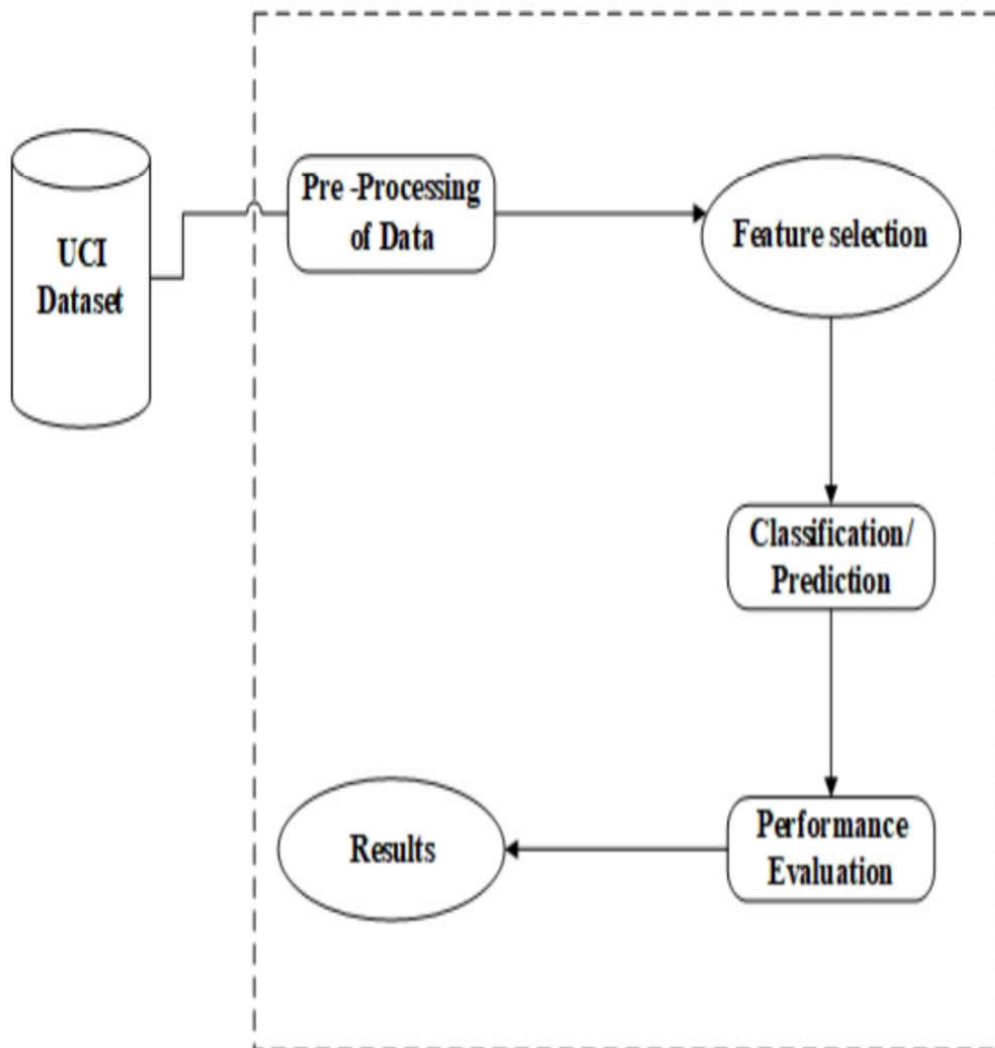 UCI
Dataset
Pre -Processing
of Data
Feature selection
Classification/
Prediction
Performance
Evaluation
Results